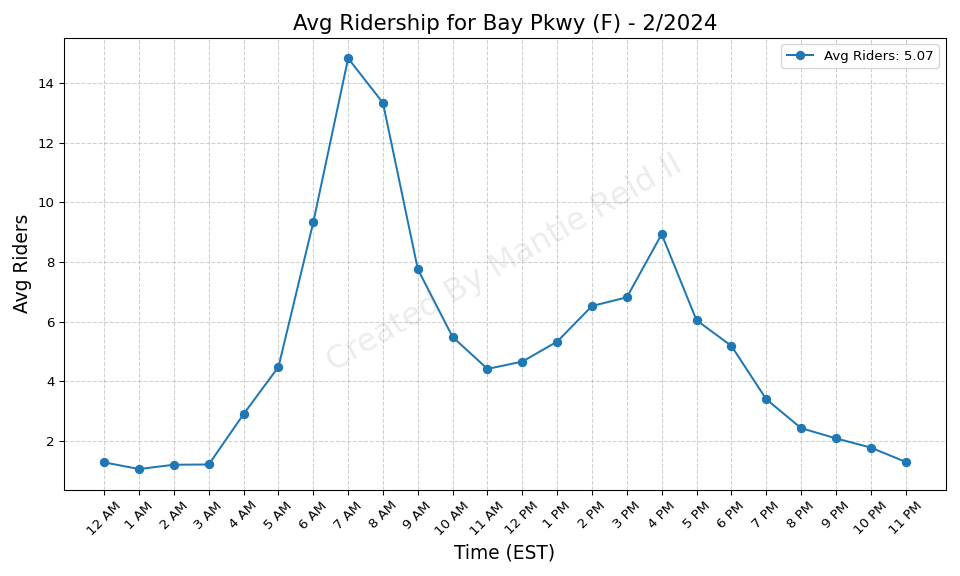 Avg Ridership for Bay Pkwy (F) - 2/2024
Avg Riders: 5.07
Avg Riders
14
12
10
8
6
4
2
Created By Mantie Reid II
12 AM
1 AM
2 AM
3 AM
4 AM
5 AM
6 AM
7 AM
8 AM
9 AM
10 AM
11 AM
12 PM
1 PM
2 PM
3 PM
4 PM
5 PM
6 PM
7 PM
8 PM
9 PM
10 PM
11 PM
Time (EST)